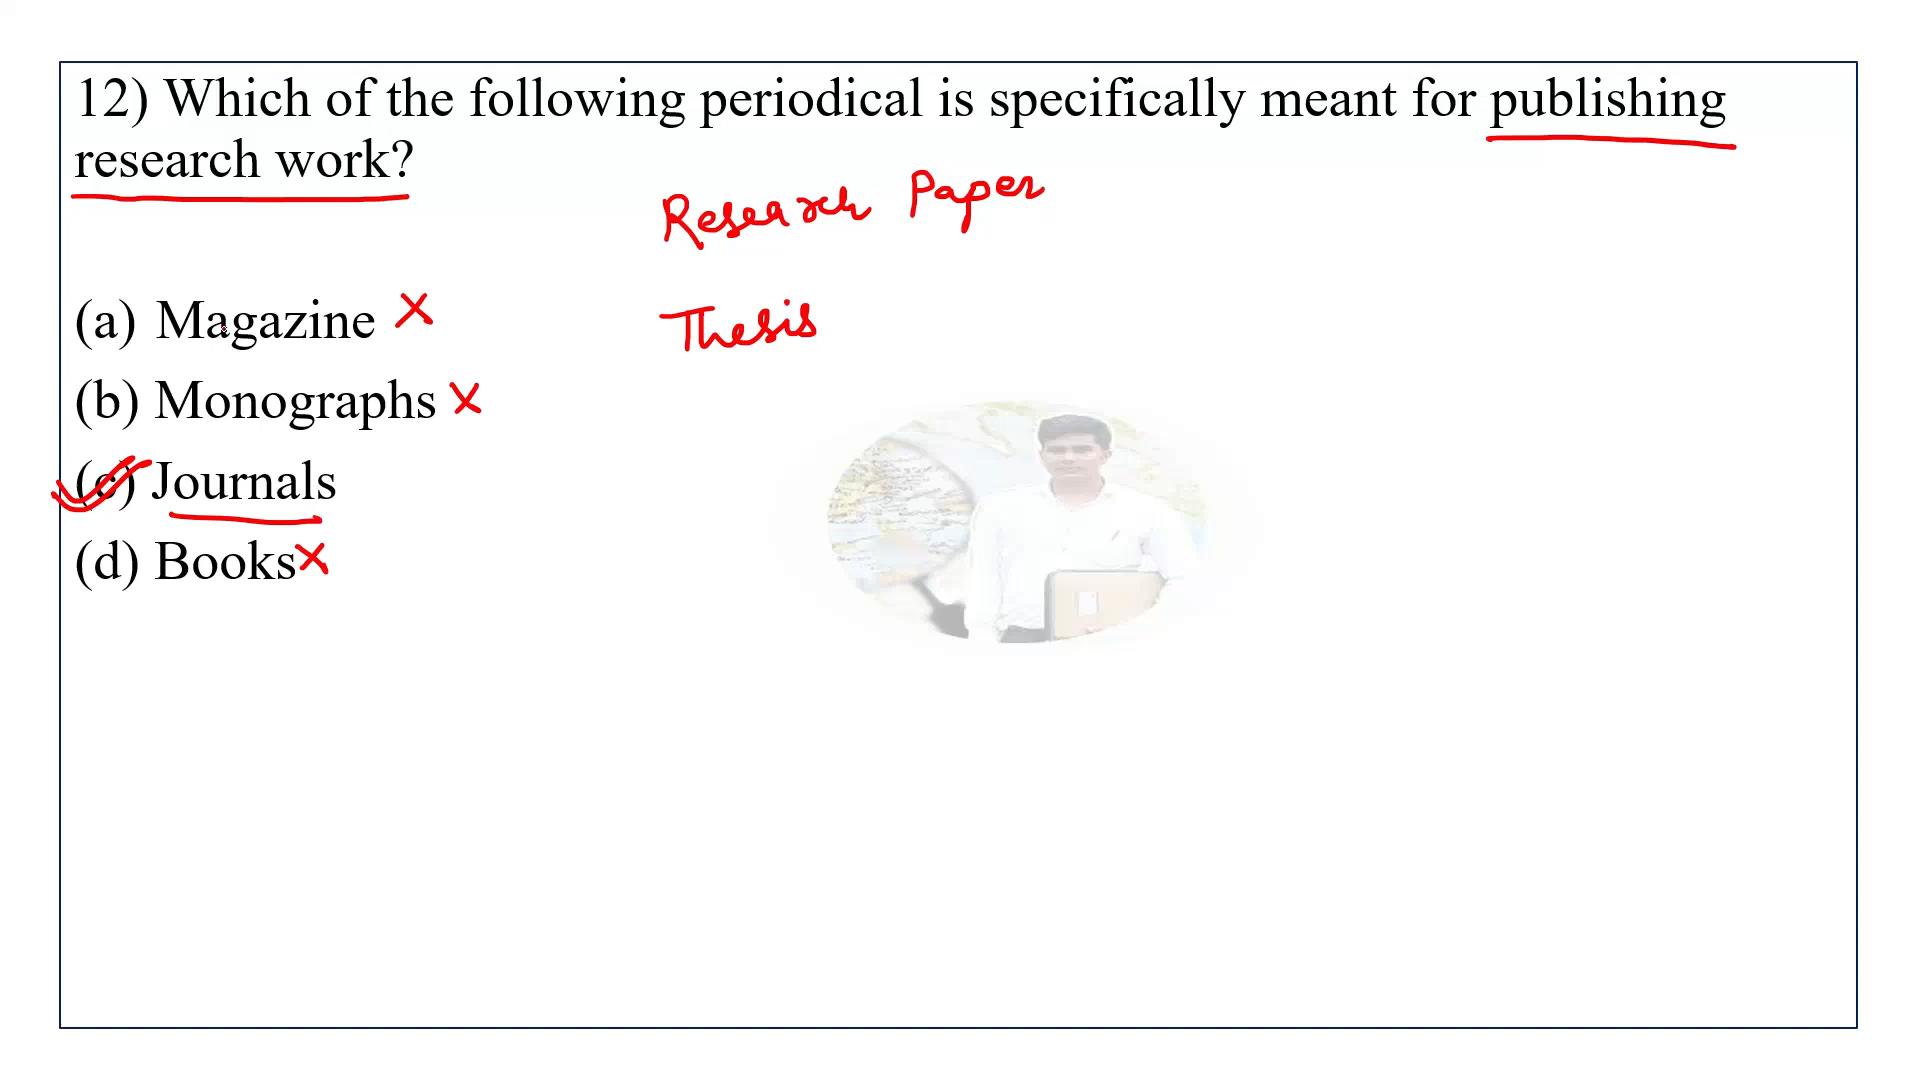 12) Which of the following periodical is specifically meant for publishing
research work?
Research Paper
(a) Magazine ×
Thesis
(b) Monographs ×
(c) Journals
(d) Books×